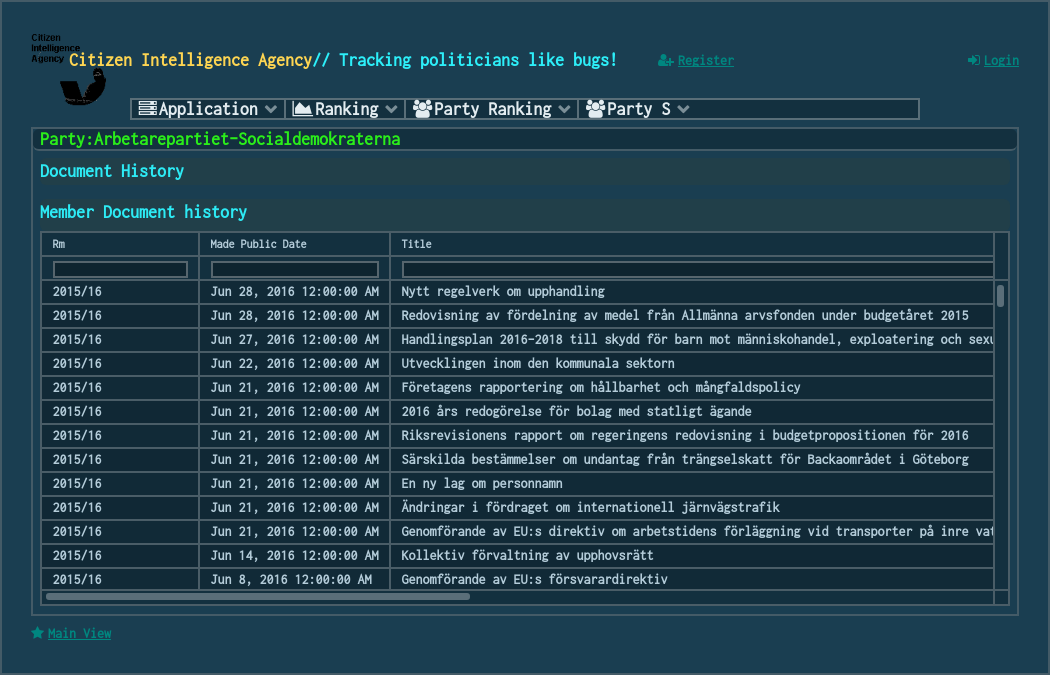 Citizen
Intelligence
Agency
Citizen Intelligence Agency// Tracking politicians like bugs!
Register
Login
Application
Ranking
Party Ranking
Party S
Party:Arbetarepartiet-Socialdemokraterna
Document History
Member Document history
Rm Made Public Date Title
2015/16 Jun 28, 2016 12:00:00 AM Nytt regelverk om upphandling
2015/16 Jun 28, 2016 12:00:00 AM Redovisning av fördelning av medel från Allmänna arvsfonden under budgetåret 2015
2015/16 Jun 27, 2016 12:00:00 AM Handlingsplan 2016-2018 till skydd för barn mot människohandel, exploatering och sexu
2015/16 Jun 22, 2016 12:00:00 AM Utvecklingen inom den kommunala sektorn
2015/16 Jun 21, 2016 12:00:00 AM Företagens rapportering om hållbarhet och mångfaldspolicy
2015/16 Jun 21, 2016 12:00:00 AM 2016 års redogörelse för bolag med statligt ägande
2015/16 Jun 21, 2016 12:00:00 AM Riksrevisionens rapport om regeringens redovisning i budgetpropositionen för 2016
2015/16 Jun 21, 2016 12:00:00 AM Särskilda bestämmelser om undantag från trängselskatt för Backaområdet i Göteborg
2015/16 Jun 21, 2016 12:00:00 AM En ny lag om personnamn
2015/16 Jun 21, 2016 12:00:00 AM Ändringar i fördraget om internationell järnvägstrafik
2015/16 Jun 21, 2016 12:00:00 AM Genomförande av EU:s direktiv om arbetstidens förläggning vid transporter på inre vat
2015/16 Jun 14, 2016 12:00:00 AM Kollektiv förvaltning av upphovsrätt
2015/16 Jun 8, 2016 12:00:00 AM Genomförande av EU:s försvarardirektiv
Main View